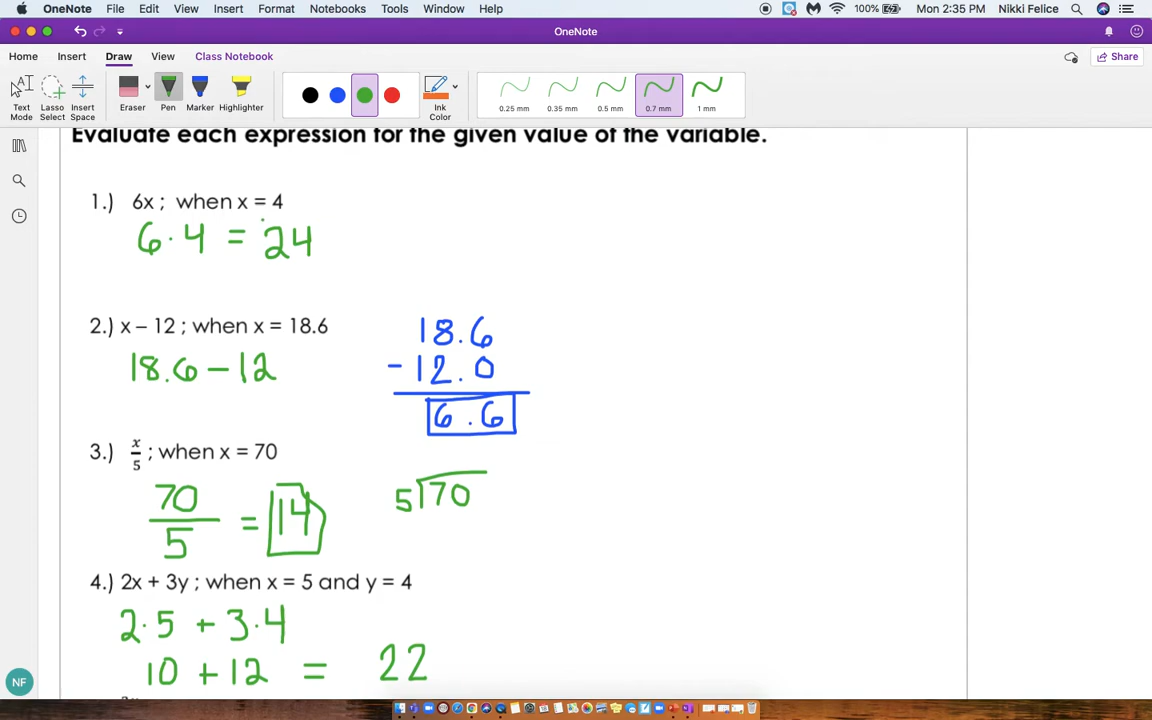 OneNote File Edit View Insert Format Notebooks Tools Window Help 100% Mon 2:35 PM Nikki Felice
OneNote
Home Insert Draw View Class Notebook Share
Text Mode Lasso Select Insert Space Eraser Pen Marker Highlighter Ink Color 0.25 mm 0.35 mm 0.5 mm 0.7 mm 1 mm
Evaluate each expression for the given value of the variable.
1.) 6x ; when x = 4
6 · 4 = 24
2.) x – 12 ; when x = 18.6
18.6 – 12
18.6
- 12.0
6.6
3.) x/5 ; when x = 70
70/5 = 14
5)70
4.) 2x + 3y ; when x = 5 and y = 4
2·5 + 3·4
10 + 12 = 22
NF